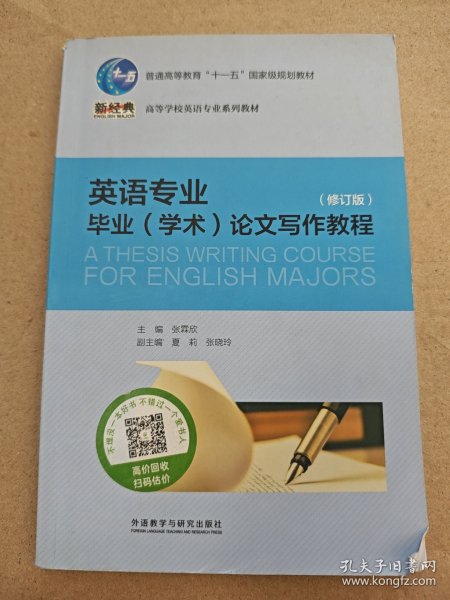 十一五
普通高等教育“十一五”国家级规划教材
新经典
ENGLISH MAJOR
高等学校英语专业系列教材
英语专业
(修订版)
毕业(学术)论文写作教程
A THESIS WRITING COURSE
FOR ENGLISH MAJORS
主 编 张霖欣
副主编 夏 莉 张晓玲
不埋没一本好书 不错过一个爱书人
高价回收
扫码估价
外语教学与研究出版社
FOREIGN LANGUAGE TEACHING AND RESEARCH PRESS
孔夫子旧书网
www.kongfz.com